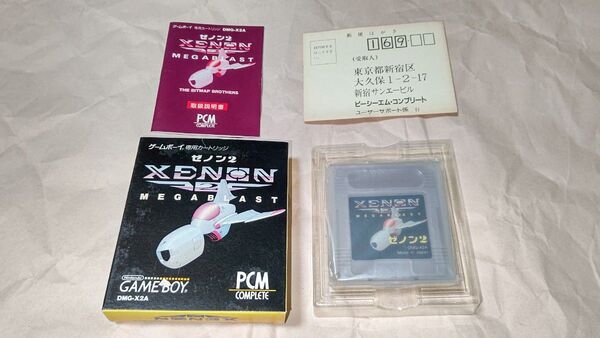 ゲームボーイ専用カートリッジ DMG-X2A
ゼノン2
XENON
2
MEGABLAST
THE BITMAP BROTHERS
取扱説明書
PCM
COMPLETE
郵便はがき
169
(受取人)
東京都新宿区
大久保1-2-17
新宿サンエービル
ピーシーエム・コンプリート
ユーザーサポート係 行
ゲームボーイ専用カートリッジ
ゼノン2
XENON
2
MEGABLAST
Nintendo
GAME BOY
DMG-X2A
PCM
COMPLETE
XENON
XENON
2
MEGABLAST
ゼノン2
DMG-X2A
Made in Japan